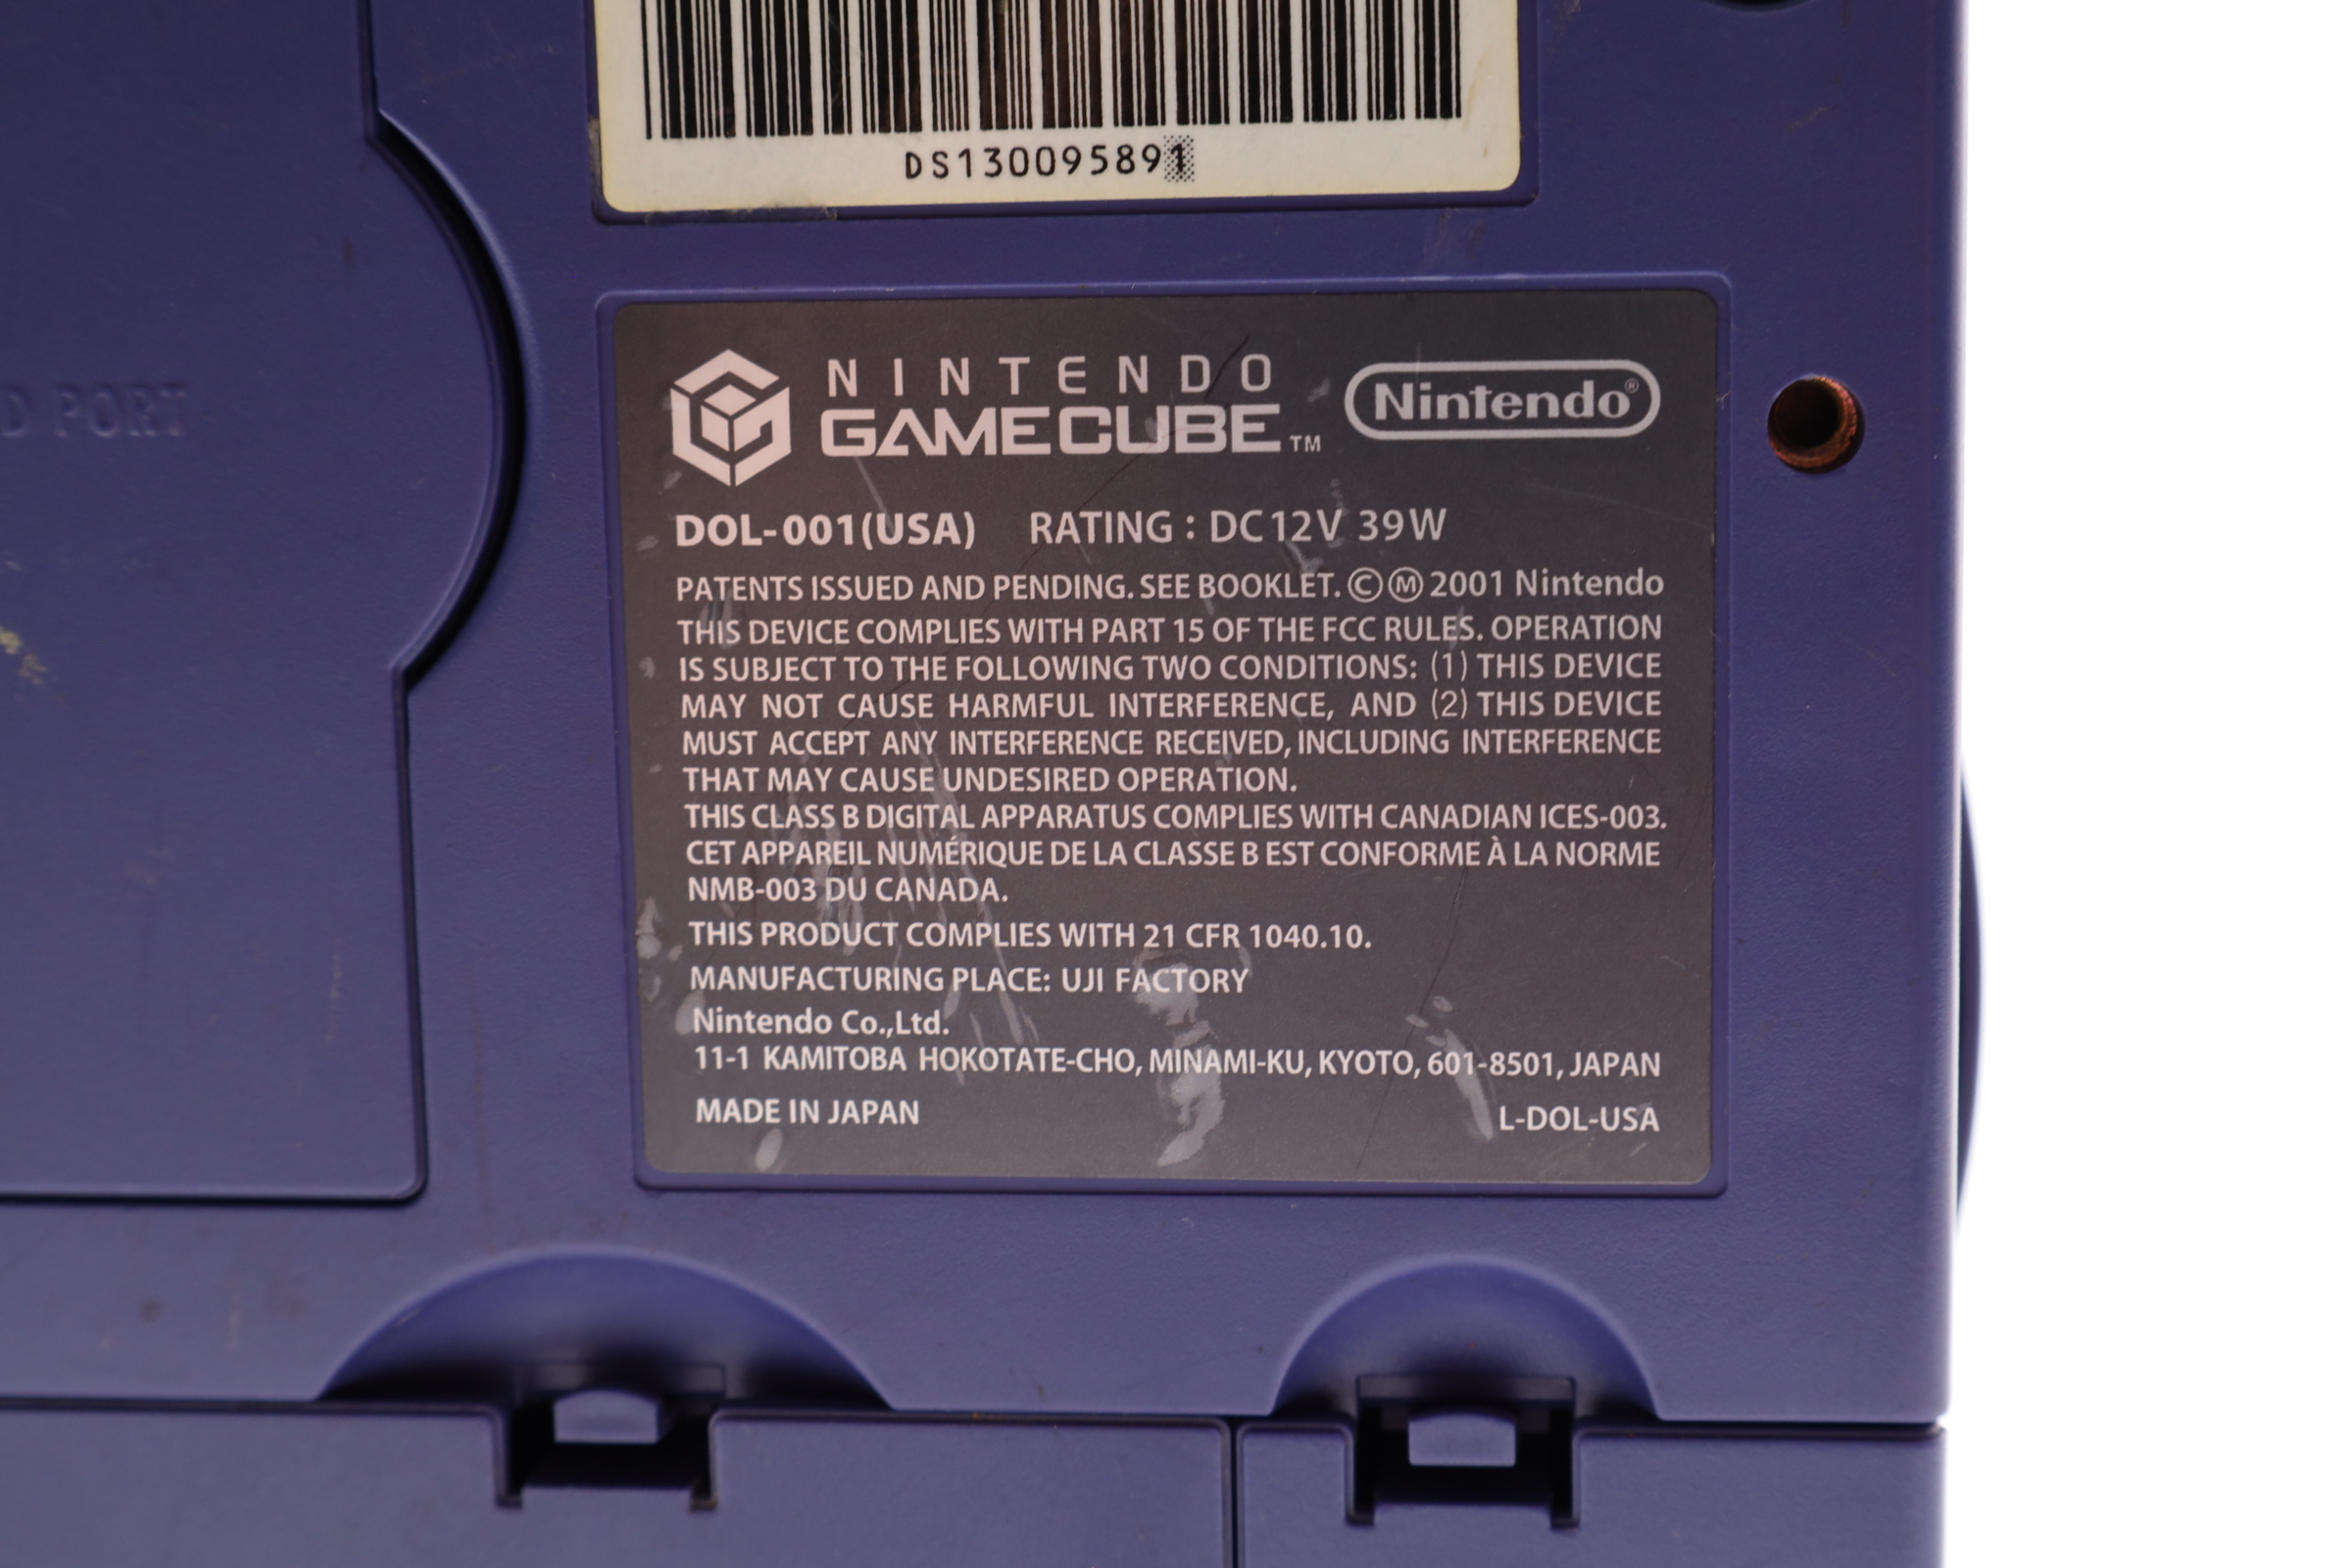 DS130095891
D PORT
NINTENDO
GAMECUBE™
Nintendo®
DOL-001(USA) RATING : DC 12V 39W
PATENTS ISSUED AND PENDING. SEE BOOKLET. ©Ⓜ 2001 Nintendo
THIS DEVICE COMPLIES WITH PART 15 OF THE FCC RULES. OPERATION
IS SUBJECT TO THE FOLLOWING TWO CONDITIONS: (1) THIS DEVICE
MAY NOT CAUSE HARMFUL INTERFERENCE, AND (2) THIS DEVICE
MUST ACCEPT ANY INTERFERENCE RECEIVED, INCLUDING INTERFERENCE
THAT MAY CAUSE UNDESIRED OPERATION.
THIS CLASS B DIGITAL APPARATUS COMPLIES WITH CANADIAN ICES-003.
CET APPAREIL NUMÉRIQUE DE LA CLASSE B EST CONFORME À LA NORME
NMB-003 DU CANADA.
THIS PRODUCT COMPLIES WITH 21 CFR 1040.10.
MANUFACTURING PLACE: UJI FACTORY
Nintendo Co.,Ltd.
11-1 KAMITOBA HOKOTATE-CHO, MINAMI-KU, KYOTO, 601-8501, JAPAN
MADE IN JAPAN
L-DOL-USA